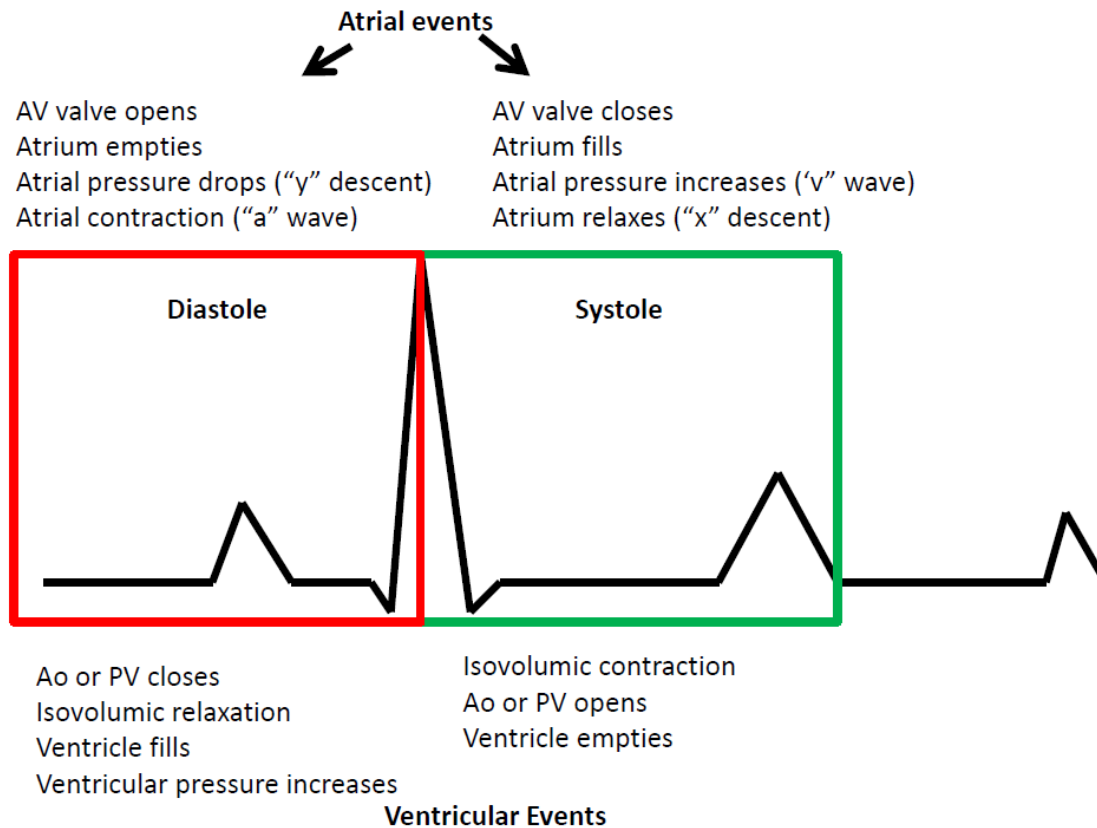 Atrial events
AV valve opens
Atrium empties
Atrial pressure drops (“y” descent)
Atrial contraction (“a” wave)
AV valve closes
Atrium fills
Atrial pressure increases (‘v” wave)
Atrium relaxes (“x” descent)
Diastole
Systole
Ao or PV closes
Isovolumic relaxation
Ventricle fills
Ventricular pressure increases
Isovolumic contraction
Ao or PV opens
Ventricle empties
Ventricular Events